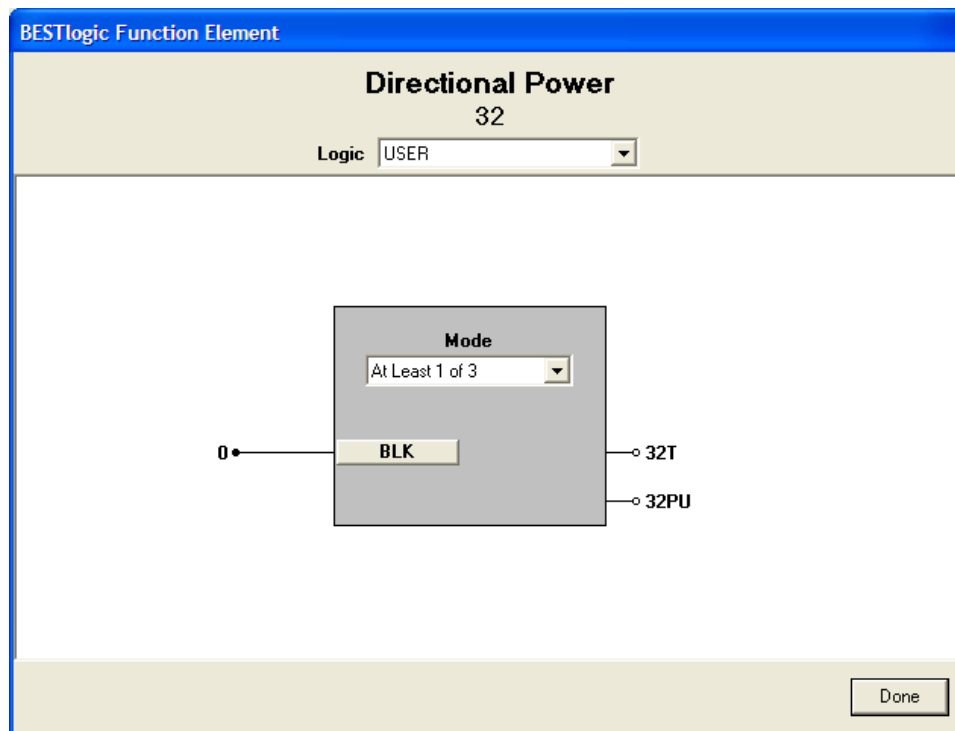 BESTlogic Function Element
Directional Power
32
Logic USER
Mode
At Least 1 of 3
0 BLK 32T
32PU
Done